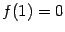 f(1) = 0